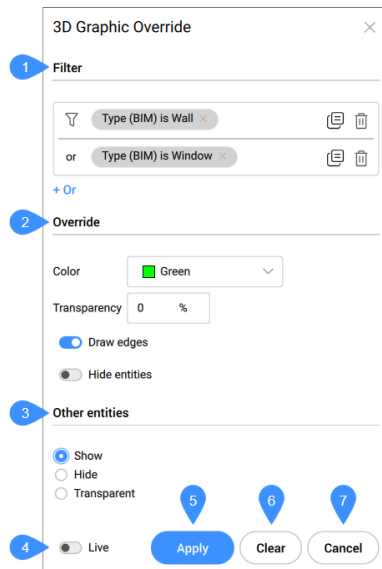 3D Graphic Override
1 Filter
Type (BIM) is Wall ×
or Type (BIM) is Window ×
+ Or
2 Override
Color Green
Transparency 0 %
Draw edges
Hide entities
3 Other entities
Show
Hide
Transparent
5 6 7
4 Live Apply Clear Cancel